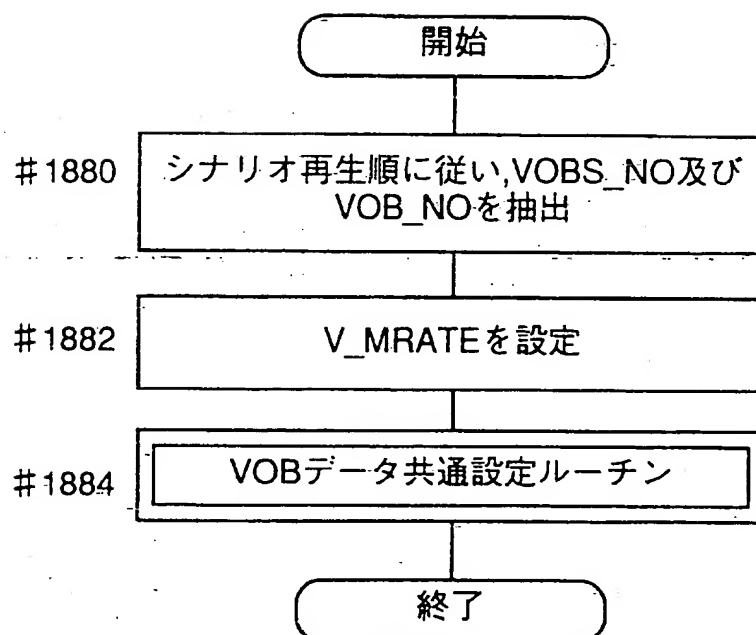 開始
#1880
シナリオ再生順に従い,VOBS_NO及び
VOB_NOを抽出
#1882
V_MRATEを設定
#1884
VOBデータ共通設定ルーチン
終了